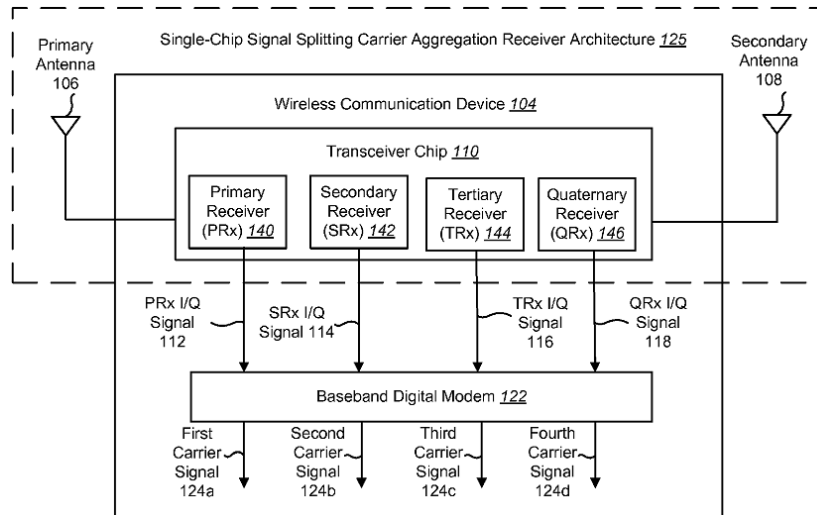 Single-Chip Signal Splitting Carrier Aggregation Receiver Architecture 125
Primary
Antenna
106
Secondary
Antenna
108
Wireless Communication Device 104
Transceiver Chip 110
Primary
Receiver
(PRx) 140
Secondary
Receiver
(SRx) 142
Tertiary
Receiver
(TRx) 144
Quaternary
Receiver
(QRx) 146
PRx I/Q
Signal
112
SRx I/Q
Signal 114
TRx I/Q
Signal
116
QRx I/Q
Signal
118
Baseband Digital Modem 122
First
Carrier
Signal
124a
Second
Carrier
Signal
124b
Third
Carrier
Signal
124c
Fourth
Carrier
Signal
124d